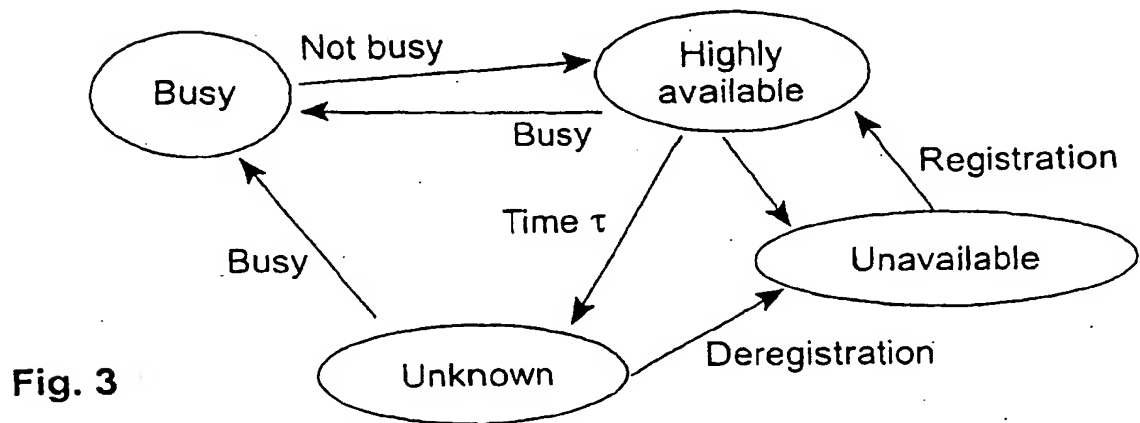 Not busy
Highly
available
Busy
Busy
Registration
Time τ
Busy
Unavailable
Deregistration
Unknown
Fig. 3